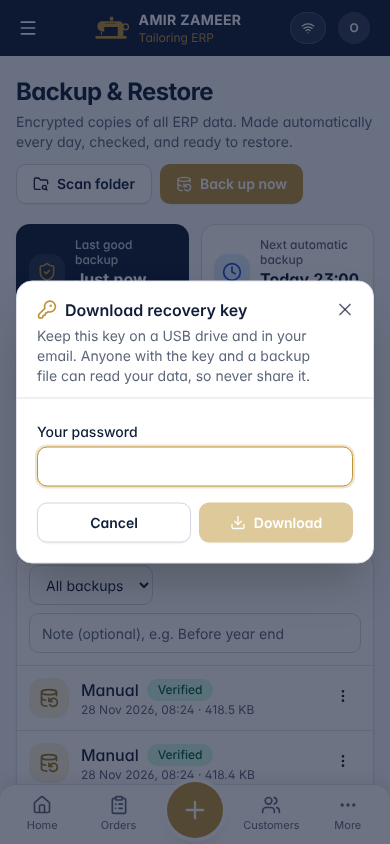 AMIR ZAMEER
Tailoring ERP
O
Backup & Restore
Encrypted copies of all ERP data. Made automatically
every day, checked, and ready to restore.
Scan folder
Back up now
Last good
backup
Just now
Next automatic
backup
Today 23:00
Download recovery key
Keep this key on a USB drive and in your
email. Anyone with the key and a backup
file can read your data, so never share it.
Your password
Cancel
Download
All backups
Note (optional), e.g. Before year end
Manual Verified
28 Nov 2026, 08:24 · 418.5 KB
Manual Verified
28 Nov 2026, 08:24 · 418.4 KB
Home
Orders
Customers
More